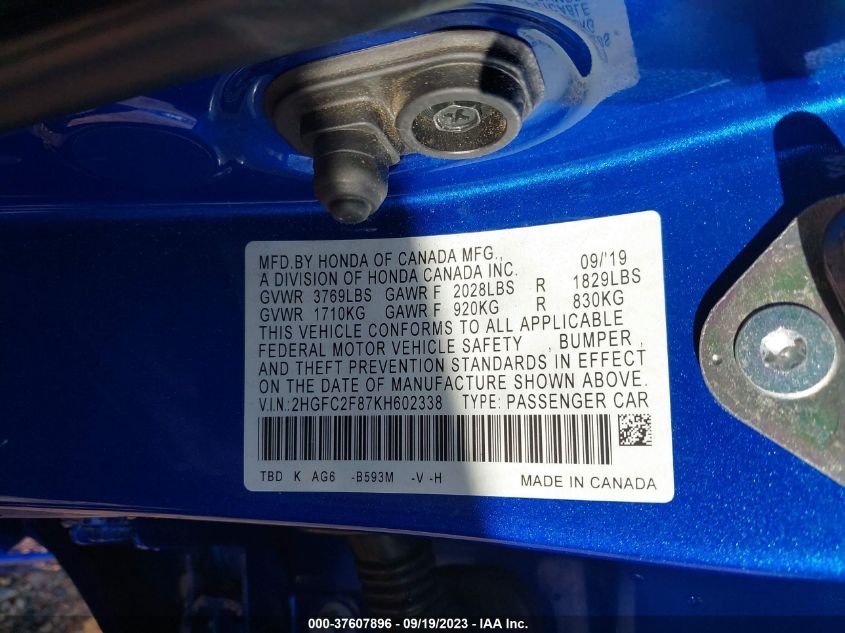 MFD.BY HONDA OF CANADA MFG., 09/'19
A DIVISION OF HONDA CANADA INC.
GVWR 3769LBS GAWR F 2028LBS R 1829LBS
GVWR 1710KG GAWR F 920KG R 830KG
THIS VEHICLE CONFORMS TO ALL APPLICABLE
FEDERAL MOTOR VEHICLE SAFETY , BUMPER ,
AND THEFT PREVENTION STANDARDS IN EFFECT
ON THE DATE OF MANUFACTURE SHOWN ABOVE.
V.I.N.:2HGFC2F87KH602338 TYPE: PASSENGER CAR
TBD K AG6 -B593M -V -H MADE IN CANADA
000-37607896 - 09/19/2023 - IAA Inc.